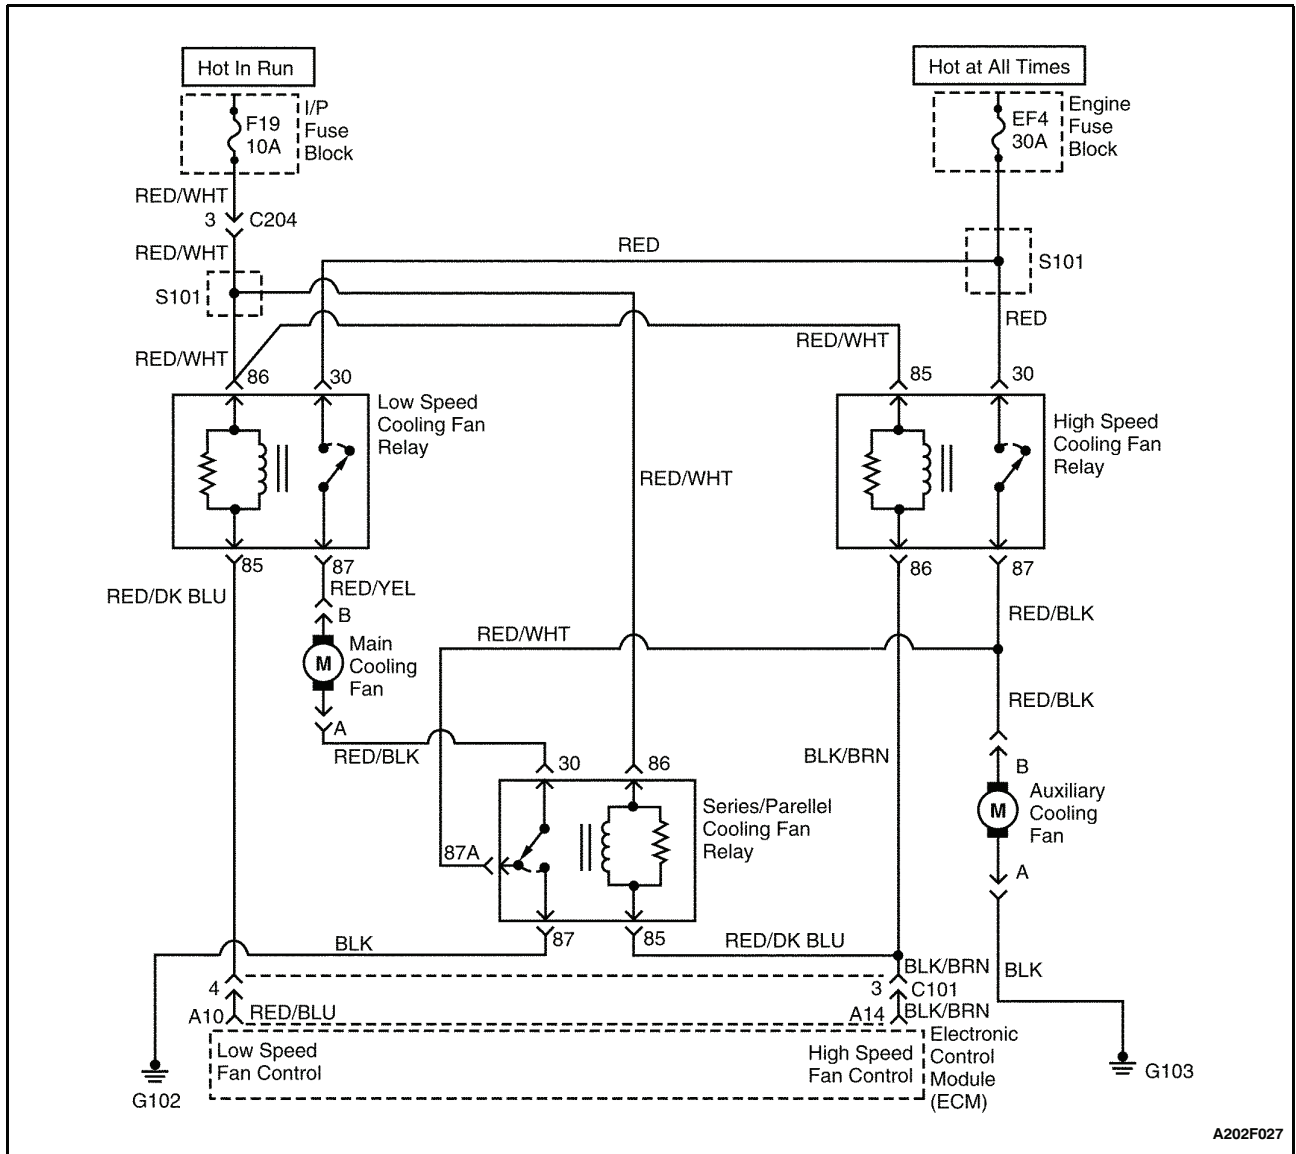 Hot In Run
Hot at All Times
F19
10A
I/P
Fuse
Block
EF4
30A
Engine
Fuse
Block
RED/WHT
3
C204
RED/WHT
RED
S101
S101
RED
RED/WHT
RED/WHT
86
30
85
30
Low Speed
Cooling Fan
Relay
High Speed
Cooling Fan
Relay
RED/WHT
85
87
86
87
RED/DK BLU
RED/YEL
B
RED/BLK
RED/WHT
Main
Cooling
Fan
M
A
RED/BLK
RED/BLK
BLK/BRN
30
86
B
Auxiliary
Cooling
Fan
M
A
Series/Parellel
Cooling Fan
Relay
87A
87
85
BLK
RED/DK BLU
BLK/BRN
BLK
4
3
C101
A10
RED/BLU
A14
BLK/BRN
Low Speed
Fan Control
High Speed
Fan Control
Electronic
Control
Module
(ECM)
G102
G103
A202F027